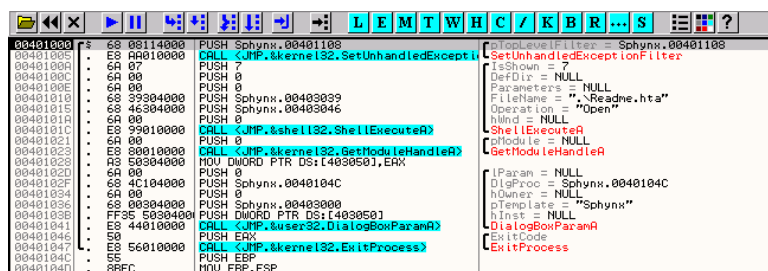 L E M T W H C / K B R ... S ?
00401000 $ 68 08114000 PUSH Sphynx.00401108 pTopLevelFilter = Sphynx.00401108
00401005 . E8 AA010000 CALL <JMP.&kernel32.SetUnhandledExcepti SetUnhandledExceptionFilter
0040100A . 6A 07 PUSH 7 IsShown = 7
0040100C . 6A 00 PUSH 0 DefDir = NULL
0040100E . 6A 00 PUSH 0 Parameters = NULL
00401010 . 68 39304000 PUSH Sphynx.00403039 FileName = ".\Readme.hta"
00401015 . 68 46304000 PUSH Sphynx.00403046 Operation = "Open"
0040101A . 6A 00 PUSH 0 hWnd = NULL
0040101C . E8 99010000 CALL <JMP.&shell32.ShellExecuteA> ShellExecuteA
00401021 . 6A 00 PUSH 0 pModule = NULL
00401023 . E8 80010000 CALL <JMP.&kernel32.GetModuleHandleA> GetModuleHandleA
00401028 . A3 50304000 MOV DWORD PTR DS:[403050],EAX
0040102D . 6A 00 PUSH 0 lParam = NULL
0040102F . 68 4C104000 PUSH Sphynx.0040104C DlgProc = Sphynx.0040104C
00401034 . 6A 00 PUSH 0 hOwner = NULL
00401036 . 68 00304000 PUSH Sphynx.00403000 pTemplate = "Sphynx"
0040103B . FF35 50304000 PUSH DWORD PTR DS:[403050] hInst = NULL
00401041 . E8 44010000 CALL <JMP.&user32.DialogBoxParamA> DialogBoxParamA
00401046 . 50 PUSH EAX ExitCode
00401047 . E8 56010000 CALL <JMP.&kernel32.ExitProcess> ExitProcess
0040104C . 55 PUSH EBP
0040104D . 8BEC MOV EBP,ESP